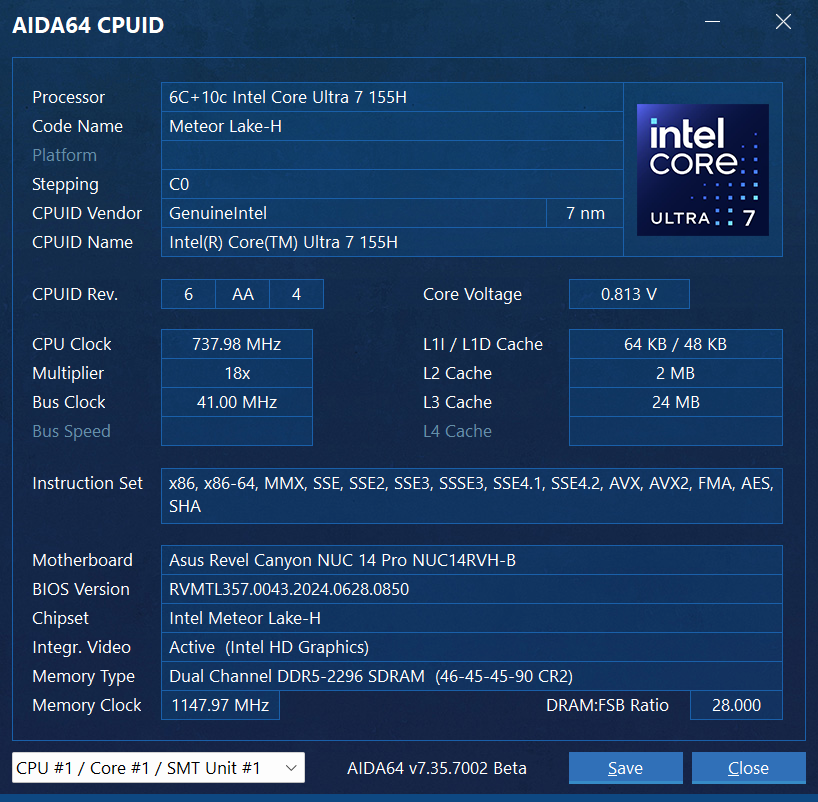 AIDA64 CPUID
Processor 6C+10c Intel Core Ultra 7 155H
Code Name Meteor Lake-H
Platform
Stepping C0
CPUID Vendor GenuineIntel 7 nm
CPUID Name Intel(R) Core(TM) Ultra 7 155H
intel
CORE
ULTRA 7
CPUID Rev. 6 AA 4 Core Voltage 0.813 V
CPU Clock 737.98 MHz L1I / L1D Cache 64 KB / 48 KB
Multiplier 18x L2 Cache 2 MB
Bus Clock 41.00 MHz L3 Cache 24 MB
Bus Speed L4 Cache
Instruction Set x86, x86-64, MMX, SSE, SSE2, SSE3, SSSE3, SSE4.1, SSE4.2, AVX, AVX2, FMA, AES,
SHA
Motherboard Asus Revel Canyon NUC 14 Pro NUC14RVH-B
BIOS Version RVMTL357.0043.2024.0628.0850
Chipset Intel Meteor Lake-H
Integr. Video Active (Intel HD Graphics)
Memory Type Dual Channel DDR5-2296 SDRAM (46-45-45-90 CR2)
Memory Clock 1147.97 MHz DRAM:FSB Ratio 28.000
CPU #1 / Core #1 / SMT Unit #1 AIDA64 v7.35.7002 Beta Save Close